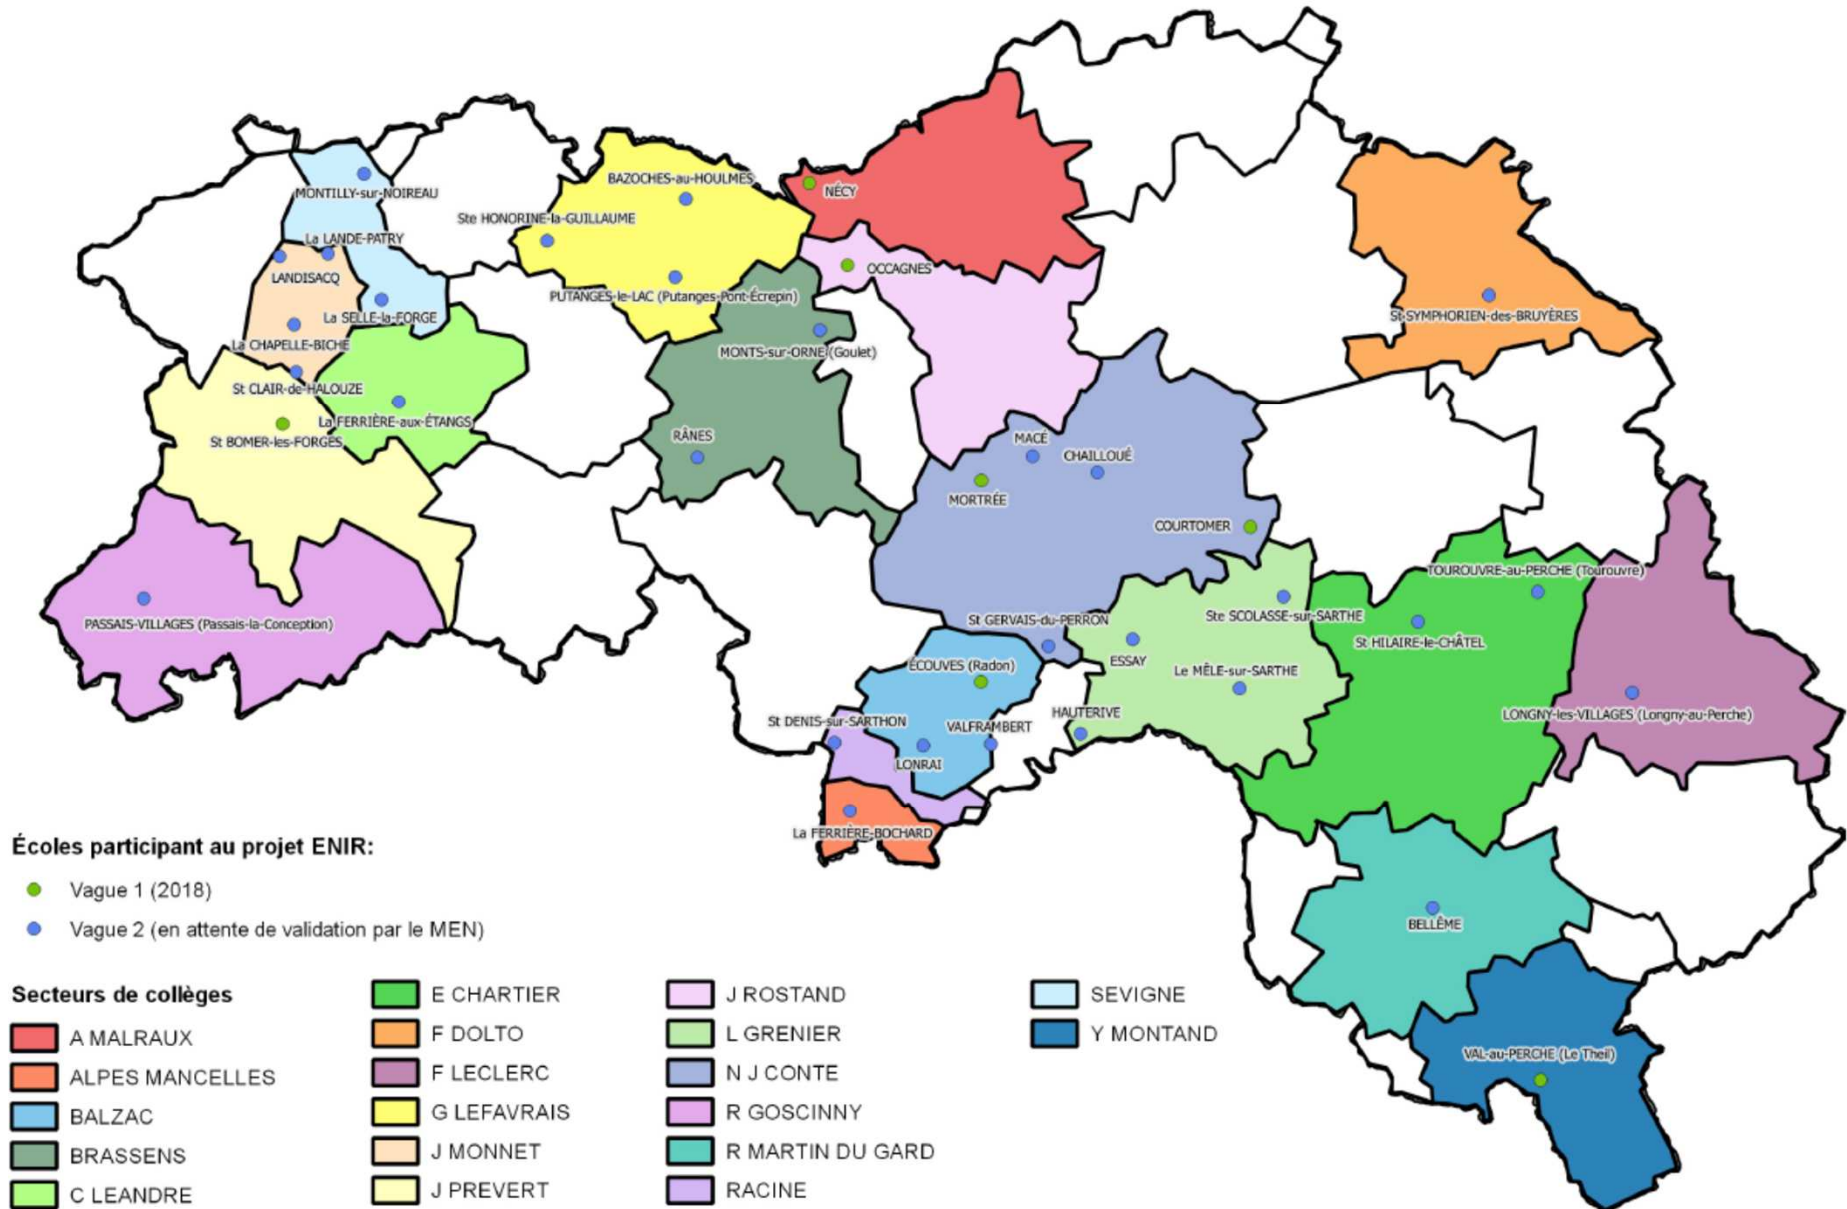 BAZOCHES-au-HOULMES
NÉCY
MONTILLY-sur-NOIREAU
Ste HONORINE-la-GUILLAUME
La LANDE-PATRY
OCCAGNES
LANDISACQ
PUTANGES-le-LAC (Putanges-Pont-Écrepin)
La SELLE-la-FORGE
St SYMPHORIEN-des-BRUYÈRES
La CHAPELLE-BICHE
MONTS-sur-ORNE (Goulet)
St CLAIR-de-HALOUZE
La FERRIÈRE-aux-ÉTANGS
St BOMER-les-FORGES
RÂNES
MACÉ
CHAILLOUÉ
MORTRÉE
COURTOMER
TOUROUVRE-au-PERCHE (Tourouvre)
PASSAIS-VILLAGES (Passais-la-Conception)
St GERVAIS-du-PERRON
Ste SCOLASSE-sur-SARTHE
St HILAIRE-le-CHÂTEL
ESSAY
ÉCOUVES (Radon)
Le MÊLE-sur-SARTHE
HAUTERIVE
LONGNY-les-VILLAGES (Longny-au-Perche)
St DENIS-sur-SARTHON
VALFRAMBERT
LONRAI
La FERRIÈRE-BOCHARD
BELLÊME
VAL-au-PERCHE (Le Theil)
Écoles participant au projet ENIR:
Vague 1 (2018)
Vague 2 (en attente de validation par le MEN)
Secteurs de collèges
A MALRAUX
ALPES MANCELLES
BALZAC
BRASSENS
C LEANDRE
E CHARTIER
F DOLTO
F LECLERC
G LEFAVRAIS
J MONNET
J PREVERT
J ROSTAND
L GRENIER
N J CONTE
R GOSCINNY
R MARTIN DU GARD
RACINE
SEVIGNE
Y MONTAND